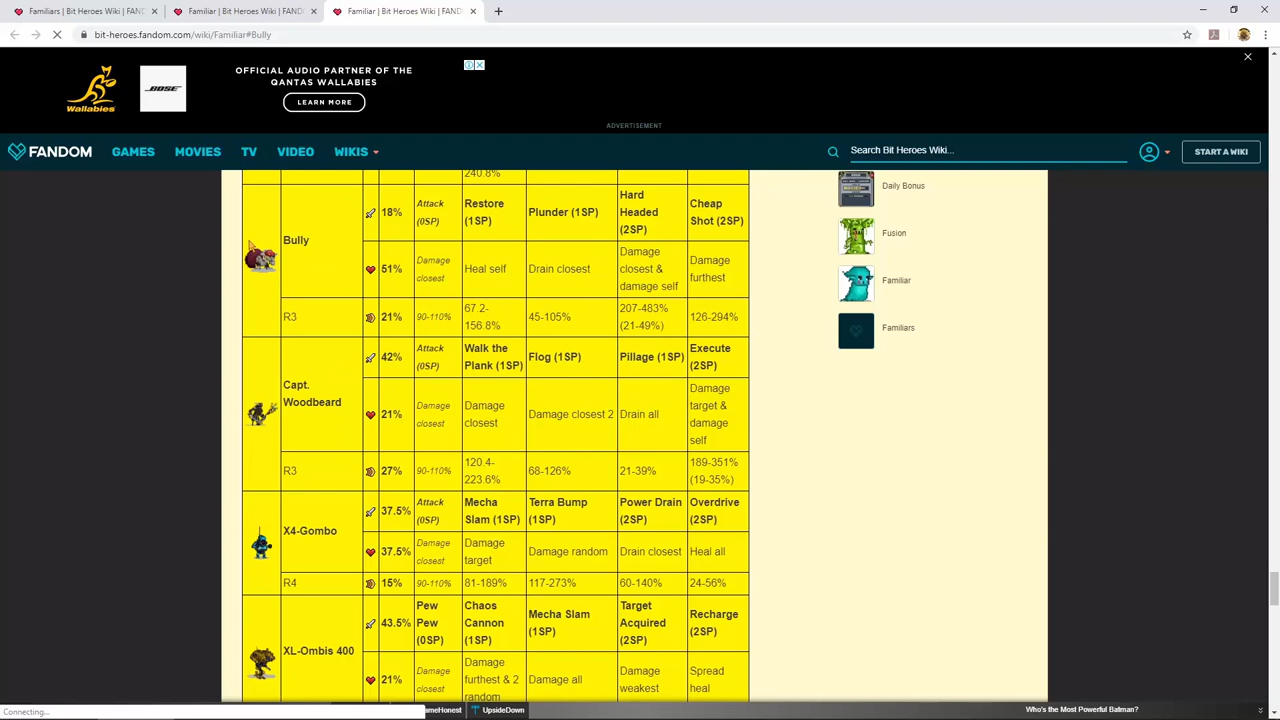 Familiars | Bit Heroes Wiki | FAND
Familiar | Bit Heroes Wiki | FAND
Familiar | Bit Heroes Wiki | FAND
bit-heroes.fandom.com/wiki/Familiar#Bully
Wallabies
BOSE
OFFICIAL AUDIO PARTNER OF THE
QANTAS WALLABIES
LEARN MORE
ADVERTISEMENT
FANDOM GAMES MOVIES TV VIDEO WIKIS
Search Bit Heroes Wiki...
START A WIKI
240.8%
Bully
18%
Attack
(0SP)
Restore
(1SP)
Plunder (1SP)
Hard
Headed
(2SP)
Cheap
Shot (2SP)
51%
Damage
closest
Heal self
Drain closest
Damage
closest &
damage self
Damage
furthest
R3
21%
90-110%
67.2-
156.8%
45-105%
207-483%
(21-49%)
126-294%
Capt.
Woodbeard
42%
Attack
(0SP)
Walk the
Plank (1SP)
Flog (1SP)
Pillage (1SP)
Execute
(2SP)
21%
Damage
closest
Damage
closest
Damage closest 2
Drain all
Damage
target &
damage
self
R3
27%
90-110%
120.4-
223.6%
68-126%
21-39%
189-351%
(19-35%)
X4-Gombo
37.5%
Attack
(0SP)
Mecha
Slam (1SP)
Terra Bump
(1SP)
Power Drain
(2SP)
Overdrive
(2SP)
37.5%
Damage
closest
Damage
target
Damage random
Drain closest
Heal all
R4
15%
90-110%
81-189%
117-273%
60-140%
24-56%
XL-Ombis 400
43.5%
Pew
Pew
(0SP)
Chaos
Cannon
(1SP)
Mecha Slam
(1SP)
Target
Acquired
(2SP)
Recharge
(2SP)
21%
Damage
closest
Damage
furthest & 2
random
Damage all
Damage
weakest
Spread
heal
Daily Bonus
Fusion
Familiar
Familiars
Connecting...
ameHonest
UpsideDown
Who's the Most Powerful Batman?